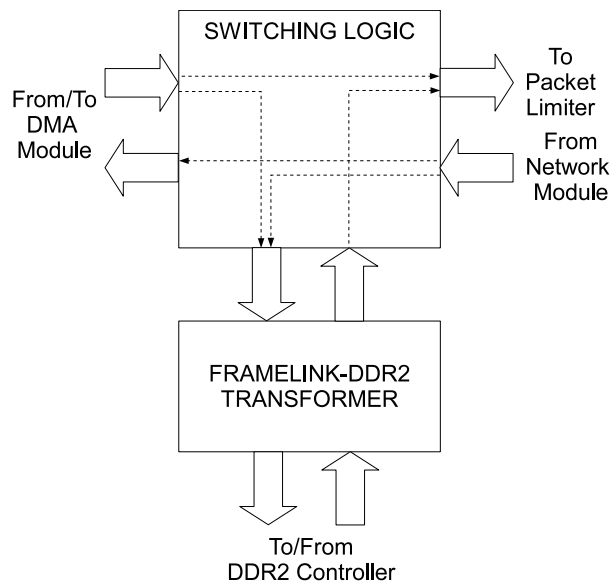 SWITCHING LOGIC
To
Packet
Limiter
From/To
DMA
Module
From
Network
Module
FRAMELINK-DDR2
TRANSFORMER
To/From
DDR2 Controller